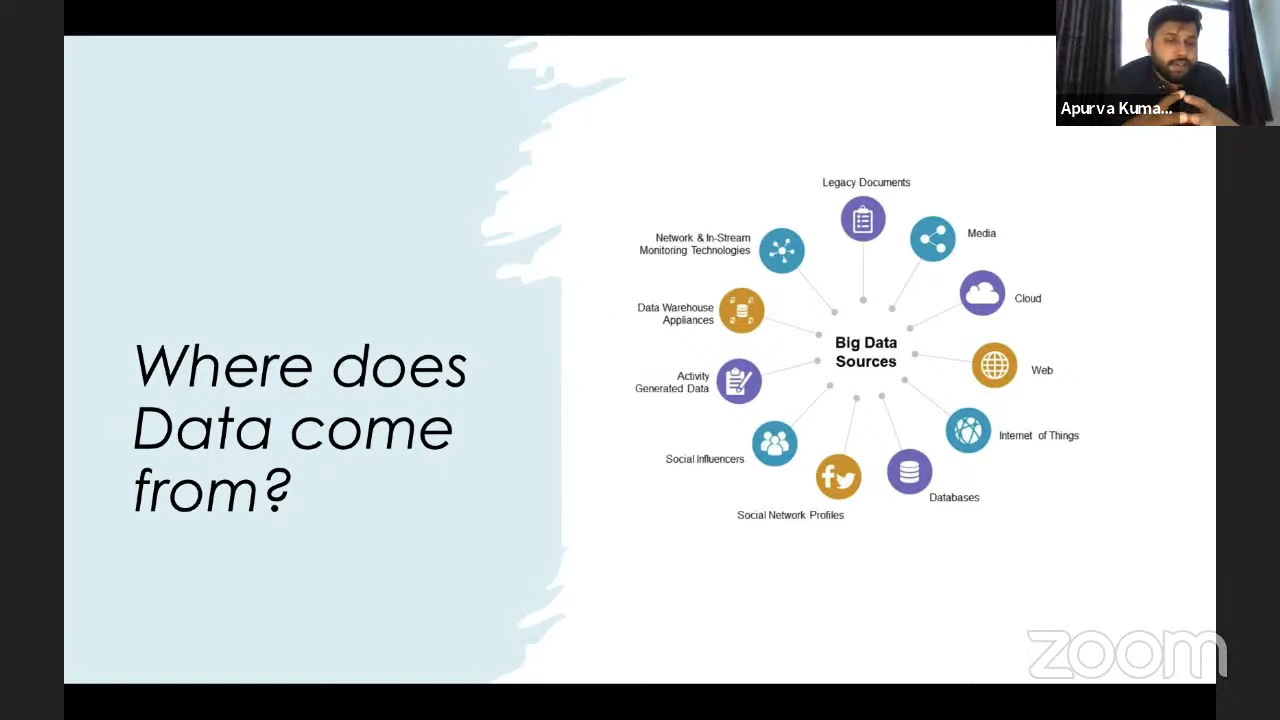 Apurva Kuma...
Where does
Data come
from?
Legacy Documents
Media
Cloud
Web
Internet of Things
Databases
Social Network Profiles
Social Influencers
Activity
Generated Data
Data Warehouse
Appliances
Network & In-Stream
Monitoring Technologies
Big Data
Sources
zoom